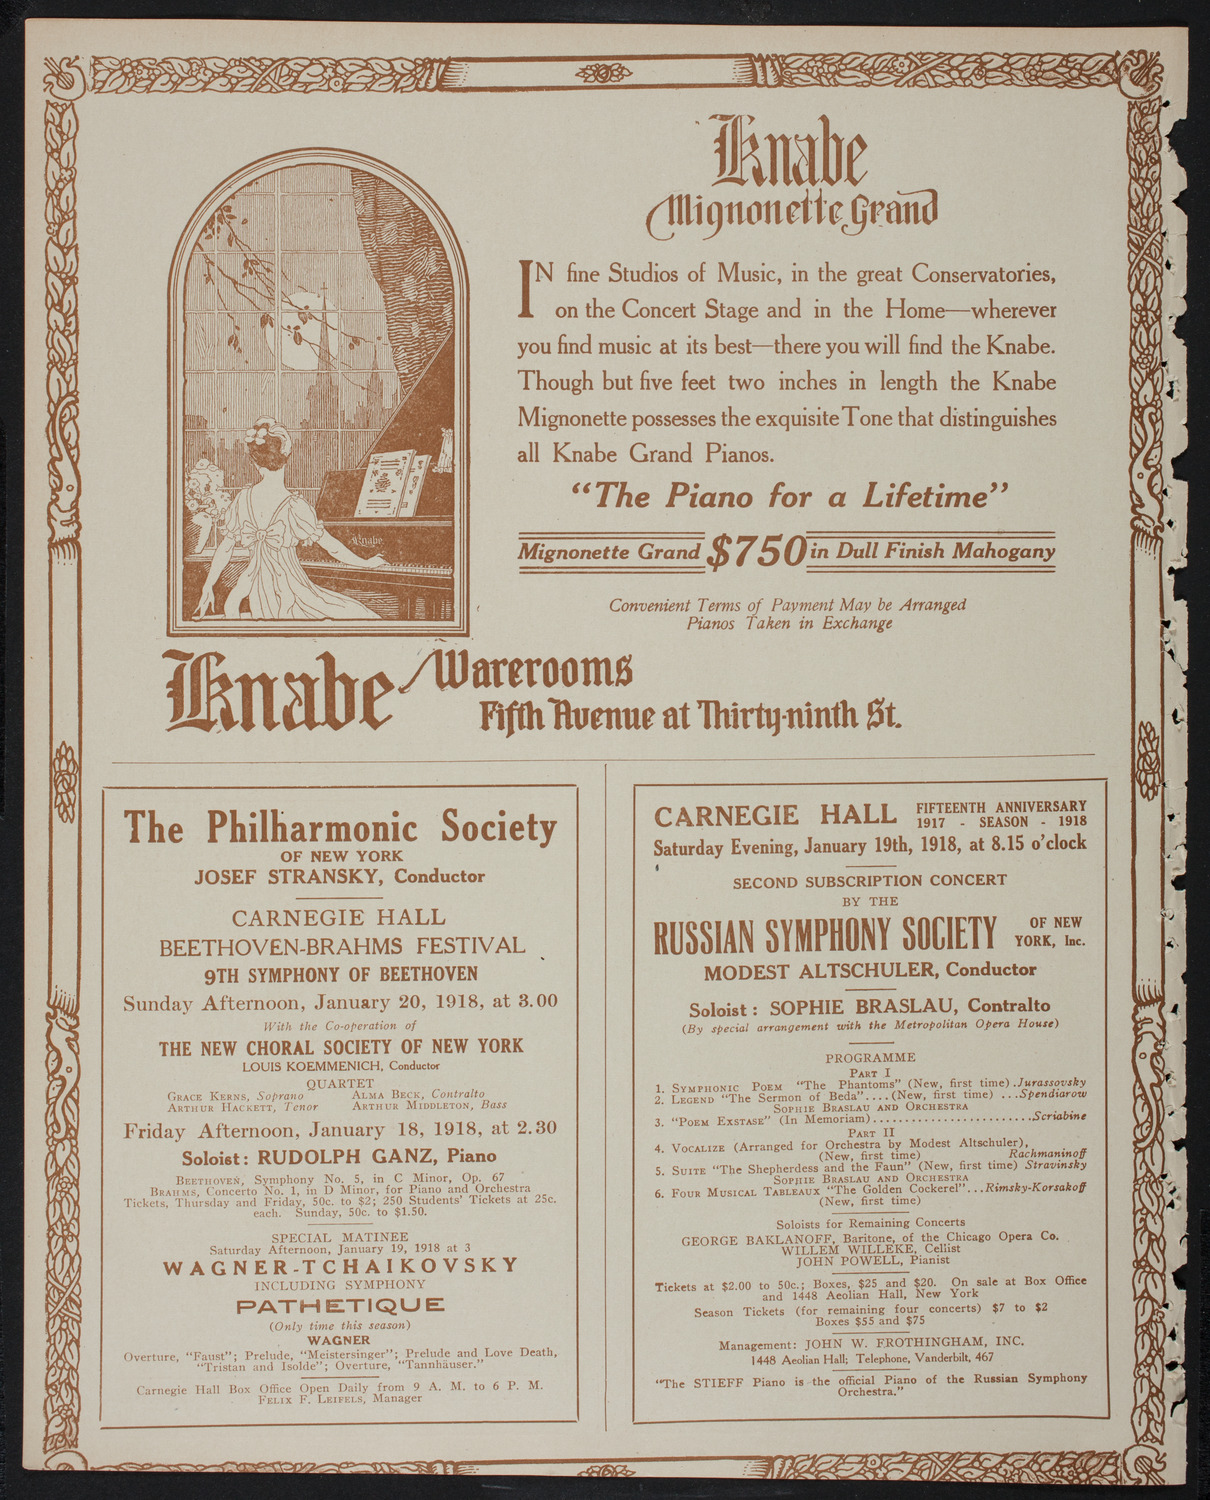 Knabe
Mignonette Grand
IN fine Studios of Music, in the great Conservatories,
on the Concert Stage and in the Home—wherever
you find music at its best—there you will find the Knabe.
Though but five feet two inches in length the Knabe
Mignonette possesses the exquisite Tone that distinguishes
all Knabe Grand Pianos.
"The Piano for a Lifetime"
Mignonette Grand $750 in Dull Finish Mahogany
Convenient Terms of Payment May be Arranged
Pianos Taken in Exchange
Knabe
Knabe Warerooms
Fifth Avenue at Thirty-ninth St.
The Philharmonic Society
OF NEW YORK
JOSEF STRANSKY, Conductor
CARNEGIE HALL
BEETHOVEN-BRAHMS FESTIVAL
9TH SYMPHONY OF BEETHOVEN
Sunday Afternoon, January 20, 1918, at 3.00
With the Co-operation of
THE NEW CHORAL SOCIETY OF NEW YORK
LOUIS KOEMMENICH, Conductor
QUARTET
GRACE KERNS, Soprano ALMA BECK, Contralto
ARTHUR HACKETT, Tenor ARTHUR MIDDLETON, Bass
Friday Afternoon, January 18, 1918, at 2.30
Soloist: RUDOLPH GANZ, Piano
BEETHOVEN, Symphony No. 5, in C Minor, Op. 67
BRAHMS, Concerto No. 1, in D Minor, for Piano and Orchestra
Tickets, Thursday and Friday, 50c. to $2; 250 Students' Tickets at 25c.
each. Sunday, 50c. to $1.50.
SPECIAL MATINEE
Saturday Afternoon, January 19, 1918 at 3
WAGNER-TCHAIKOVSKY
INCLUDING SYMPHONY
PATHETIQUE
(Only time this season)
WAGNER
Overture, "Faust"; Prelude, "Meistersinger"; Prelude and Love Death,
"Tristan and Isolde"; Overture, "Tannhäuser."
Carnegie Hall Box Office Open Daily from 9 A. M. to 6 P. M.
FELIX F. LEIFELS, Manager
CARNEGIE HALL FIFTEENTH ANNIVERSARY
1917 - SEASON - 1918
Saturday Evening, January 19th, 1918, at 8.15 o'clock
SECOND SUBSCRIPTION CONCERT
BY THE
RUSSIAN SYMPHONY SOCIETY OF NEW
YORK, Inc.
MODEST ALTSCHULER, Conductor
Soloist: SOPHIE BRASLAU, Contralto
(By special arrangement with the Metropolitan Opera House)
PROGRAMME
PART I
1. SYMPHONIC POEM "The Phantoms" (New, first time).Jurassovsky
2. LEGEND "The Sermon of Beda"....(New, first time) ...Spendiarow
SOPHIE BRASLAU AND ORCHESTRA
3. "POEM EXSTASE" (In Memoriam)..........................Scriabine
PART II
4. VOCALIZE (Arranged for Orchestra by Modest Altschuler),
(New, first time) Rachmaninoff
5. SUITE "The Shepherdess and the Faun" (New, first time) Stravinsky
SOPHIE BRASLAU AND ORCHESTRA
6. FOUR MUSICAL TABLEAUX "The Golden Cockerel"...Rimsky-Korsakoff
(New, first time)
Soloists for Remaining Concerts
GEORGE BAKLANOFF, Baritone, of the Chicago Opera Co.
WILLEM WILLEKE, Cellist
JOHN POWELL, Pianist
Tickets at $2.00 to 50c.; Boxes, $25 and $20. On sale at Box Office
and 1448 Aeolian Hall, New York
Season Tickets (for remaining four concerts) $7 to $2
Boxes $55 and $75
Management: JOHN W. FROTHINGHAM, INC.
1448 Aeolian Hall; Telephone, Vanderbilt, 467
"The STIEFF Piano is the official Piano of the Russian Symphony
Orchestra."